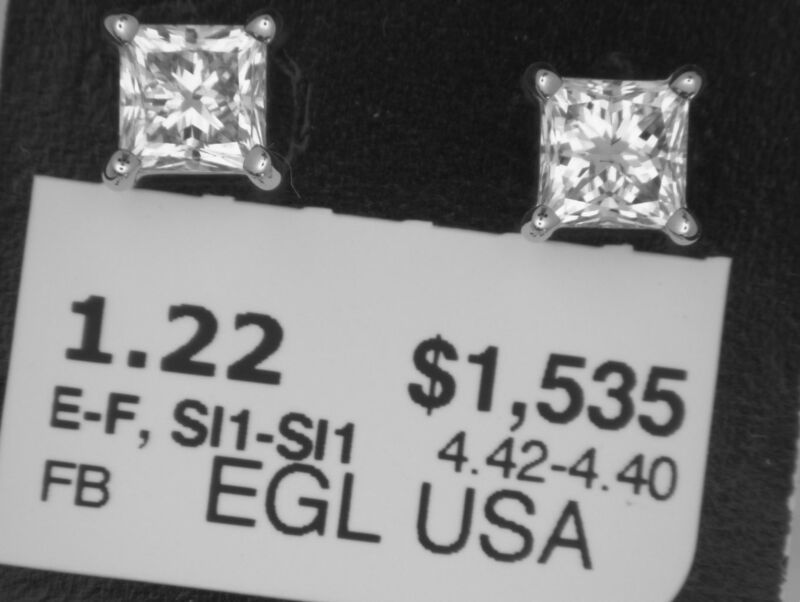 1.22 $1,535
E-F, SI1-SI1 4.42-4.40
FB EGL USA